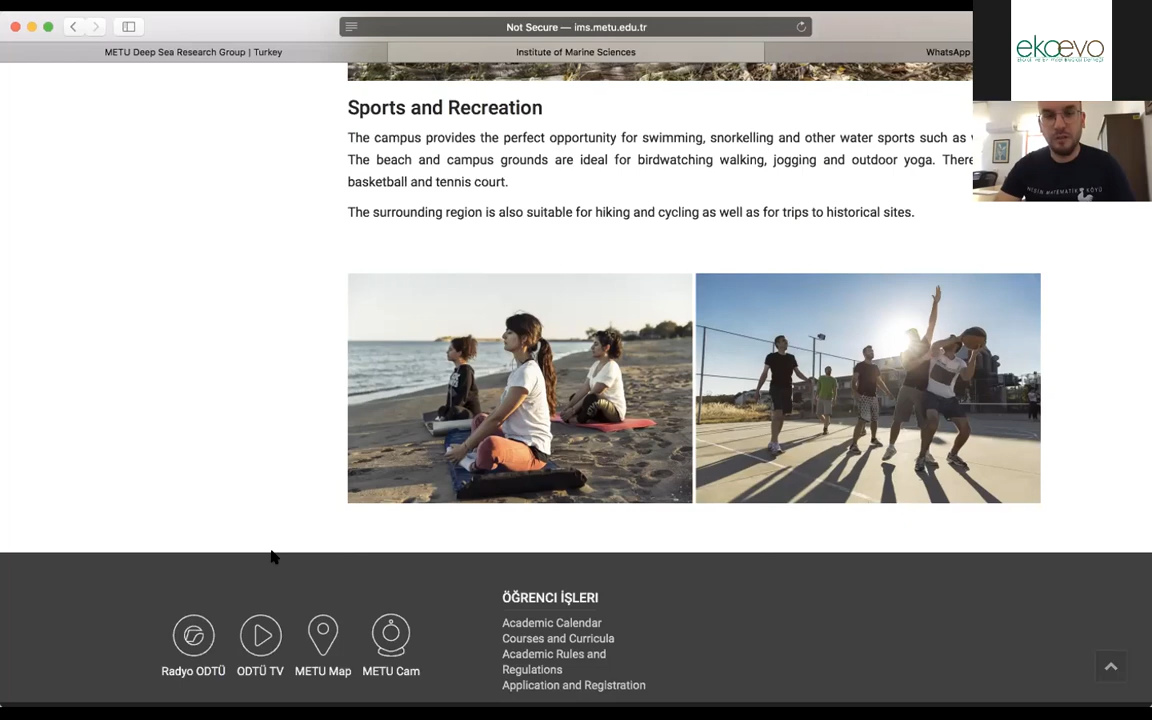 Not Secure — ims.metu.edu.tr
METU Deep Sea Research Group | Turkey
Institute of Marine Sciences
WhatsApp
ekoevo
Sports and Recreation
The campus provides the perfect opportunity for swimming, snorkelling and other water sports such as
The beach and campus grounds are ideal for birdwatching walking, jogging and outdoor yoga. There
basketball and tennis court.
The surrounding region is also suitable for hiking and cycling as well as for trips to historical sites.
NESİN MATEMATİK KÖYÜ
ÖĞRENCI İŞLERI
Academic Calendar
Courses and Curricula
Academic Rules and
Regulations
Application and Registration
Radyo ODTÜ
ODTÜ TV
METU Map
METU Cam